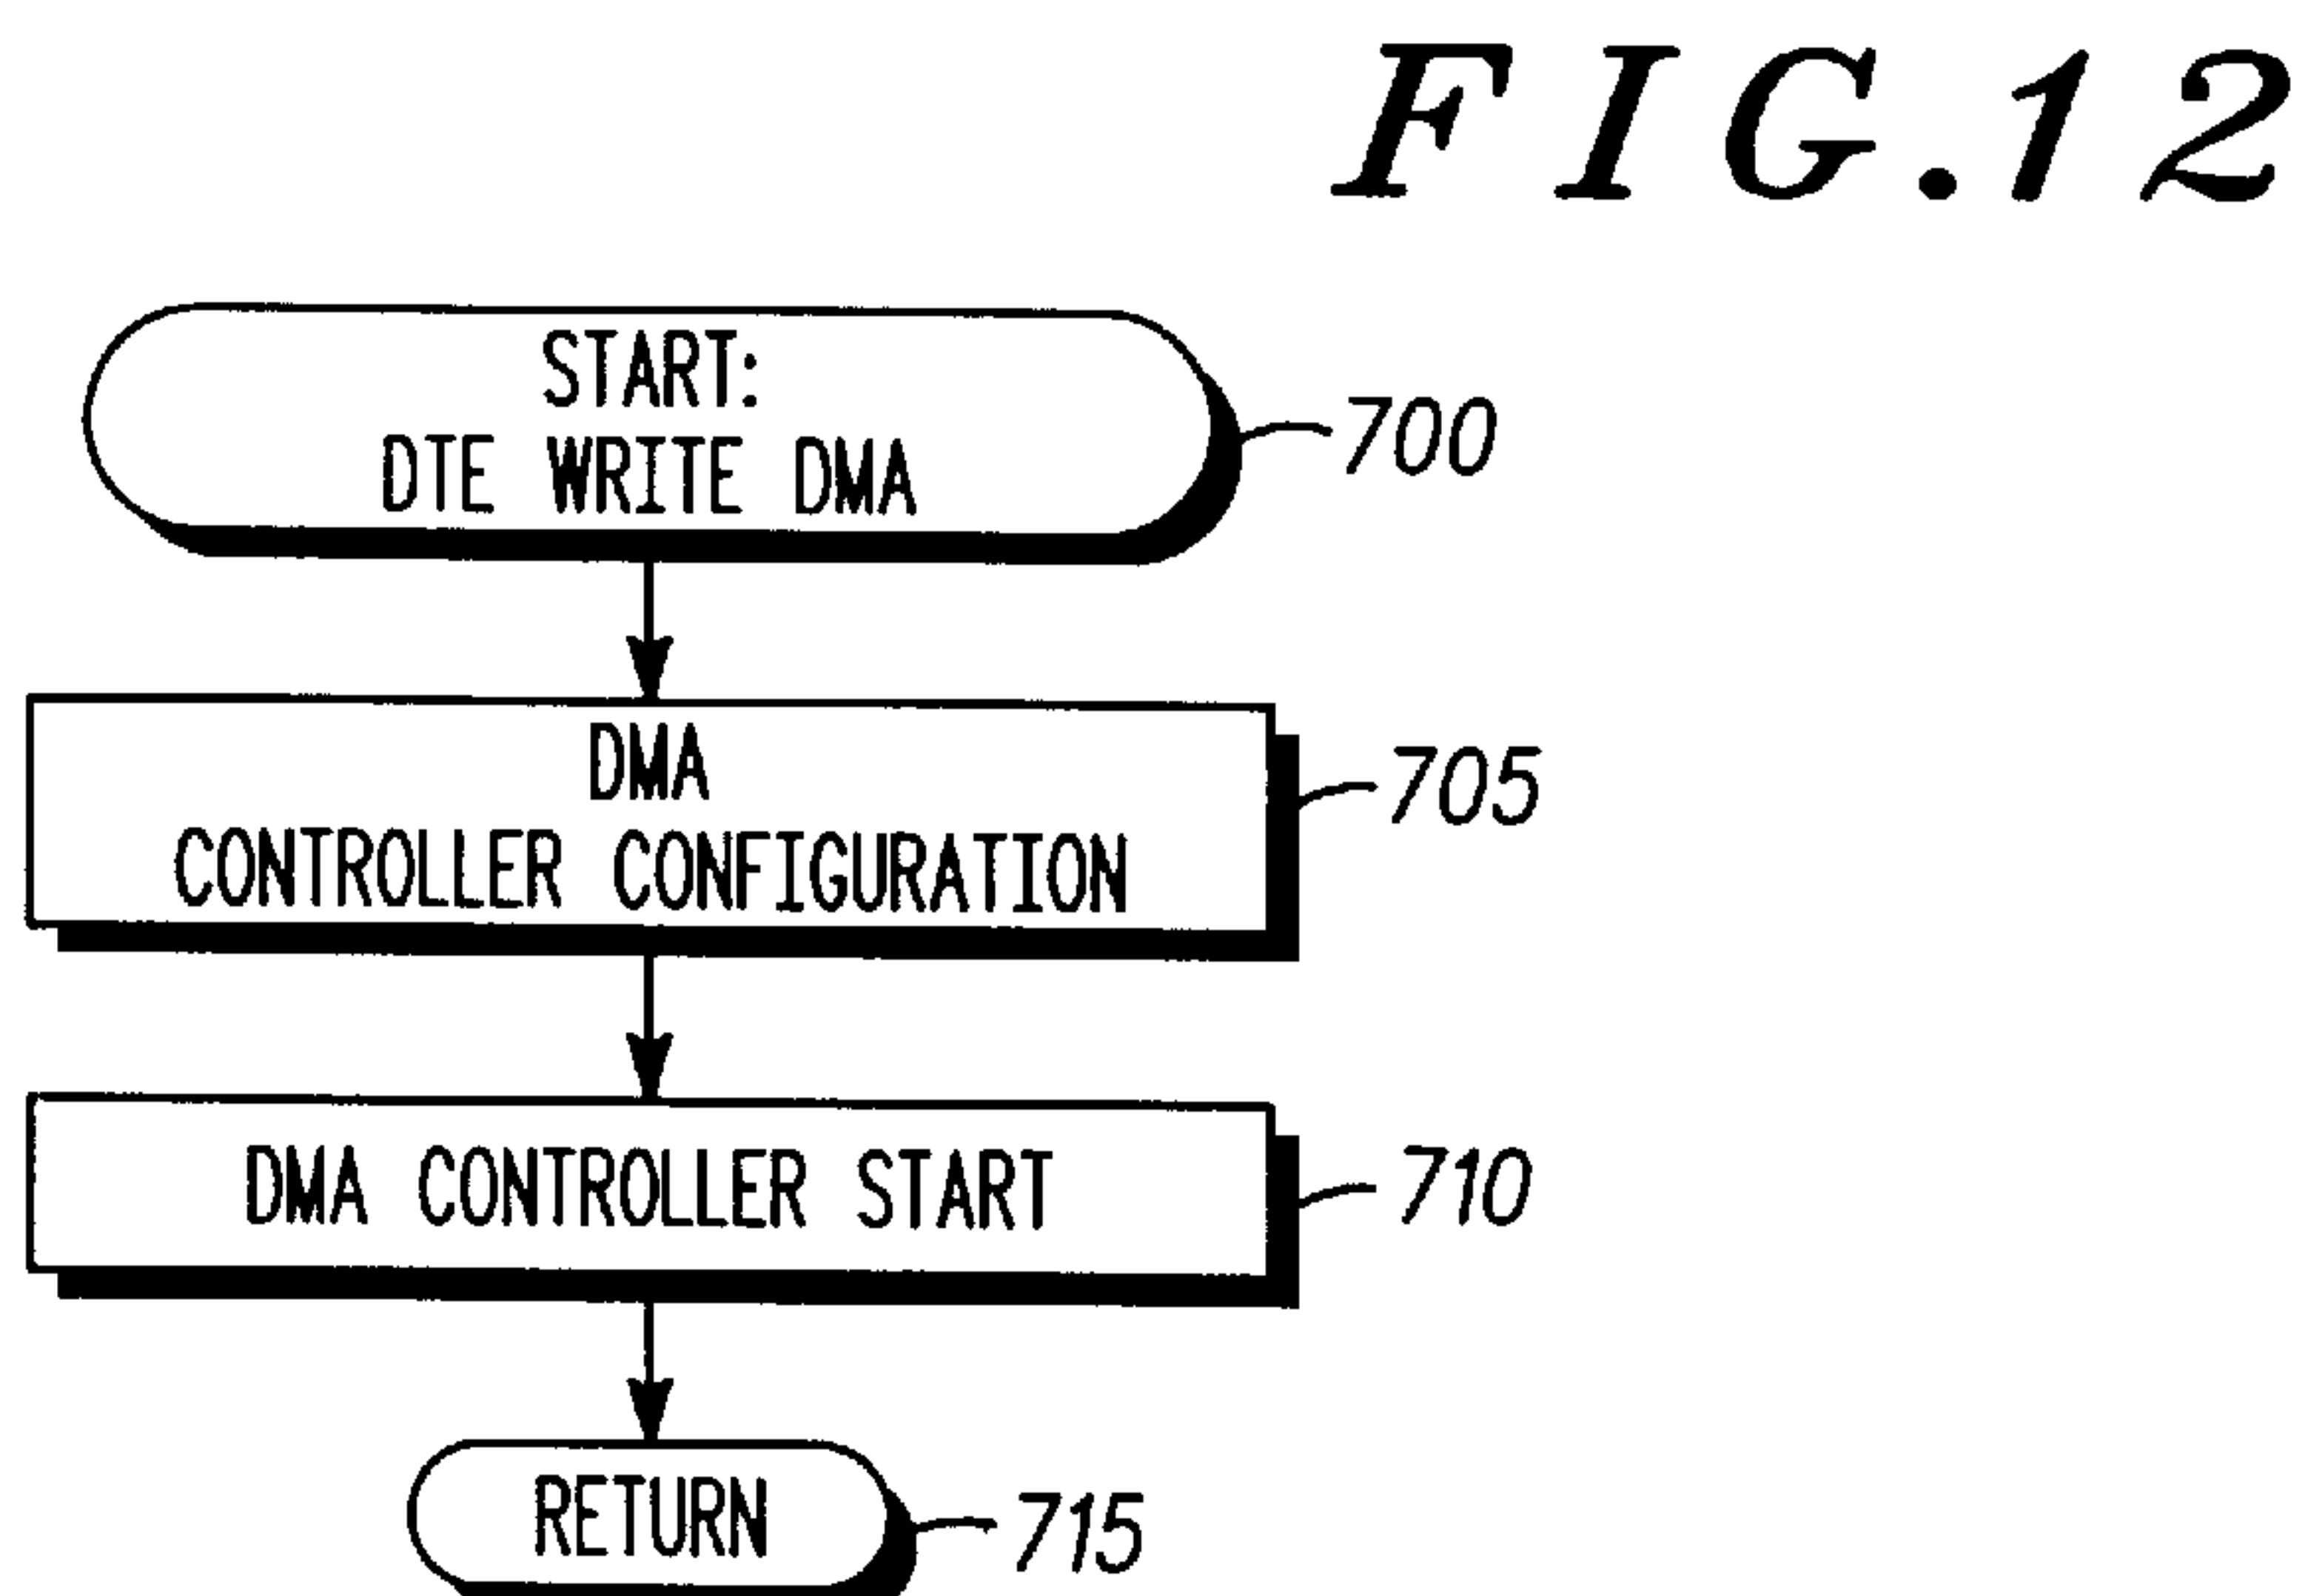 FIG.12
START:
DTE WRITE DMA
700
DMA
CONTROLLER CONFIGURATION
705
DMA CONTROLLER START
710
RETURN
715